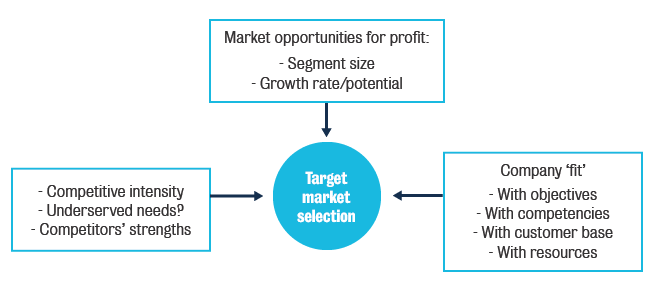 Market opportunities for profit:
- Segment size
- Growth rate/potential
- Competitive intensity
- Underserved needs?
- Competitors’ strengths
Target
market
selection
Company ‘fit’
- With objectives
- With competencies
- With customer base
- With resources